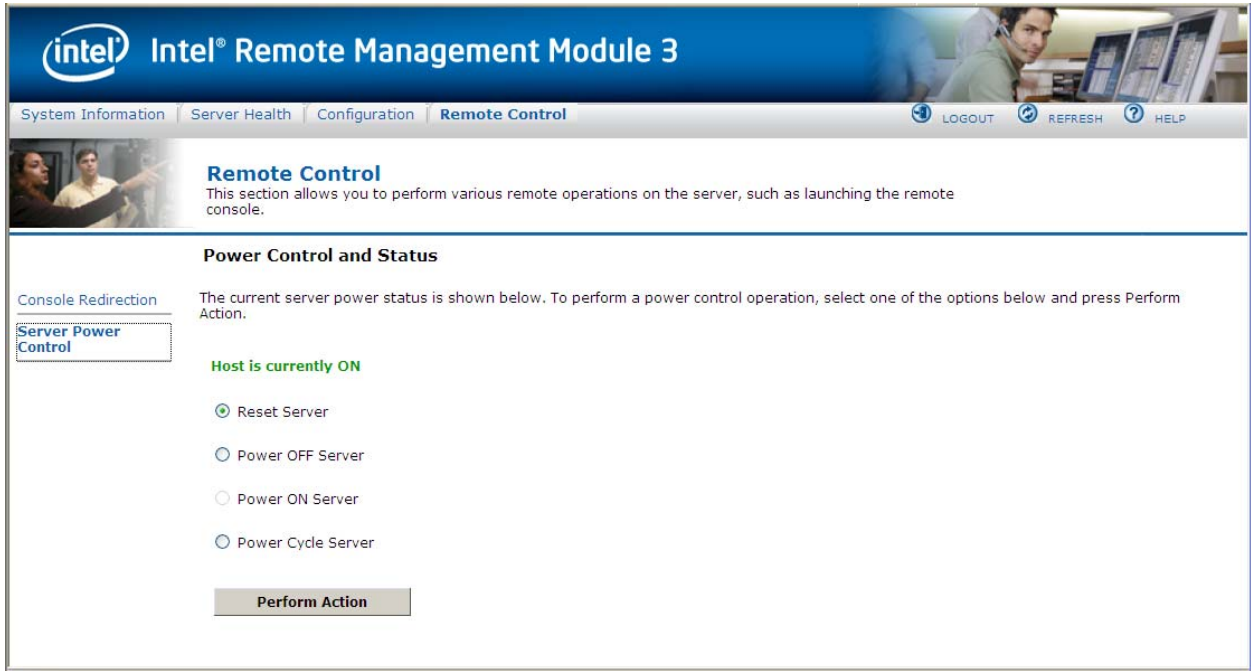 intel Intel® Remote Management Module 3
System Information Server Health Configuration Remote Control LOGOUT REFRESH HELP
Remote Control
This section allows you to perform various remote operations on the server, such as launching the remote
console.
Power Control and Status
Console Redirection
Server Power
Control
The current server power status is shown below. To perform a power control operation, select one of the options below and press Perform
Action.
Host is currently ON
Reset Server
Power OFF Server
Power ON Server
Power Cycle Server
Perform Action